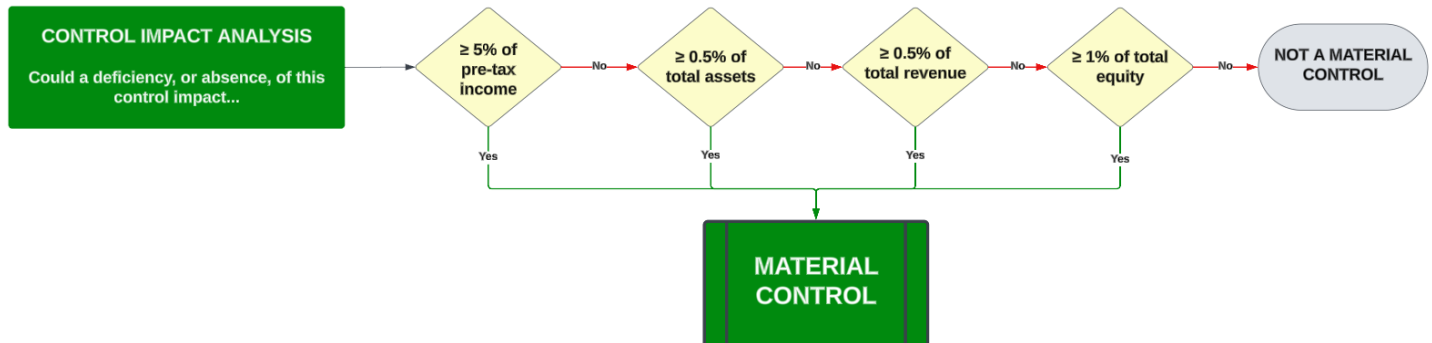 CONTROL IMPACT ANALYSIS
Could a deficiency, or absence, of this
control impact...
≥ 5% of
pre-tax
income
No
≥ 0.5% of
total assets
No
≥ 0.5% of
total revenue
No
≥ 1% of total
equity
No
NOT A MATERIAL
CONTROL
Yes
Yes
Yes
Yes
MATERIAL
CONTROL